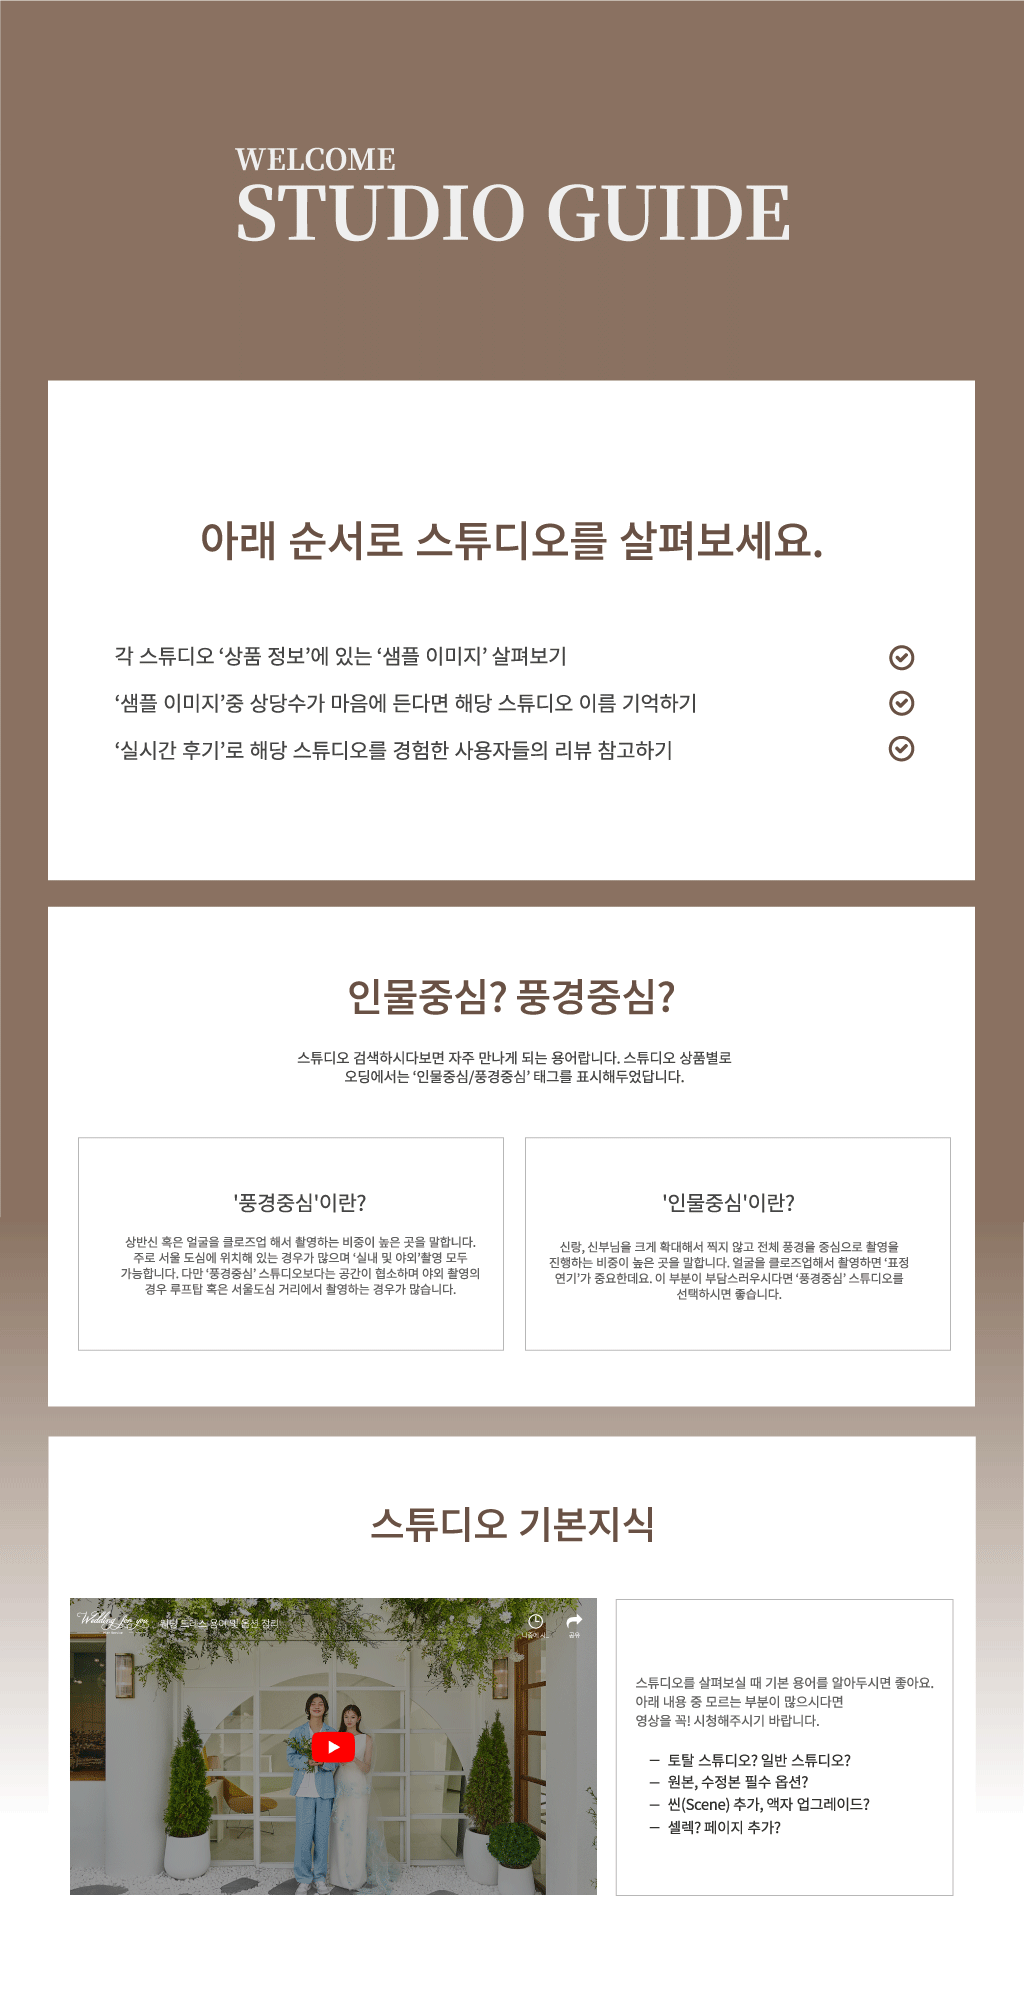 WELCOME
STUDIO GUIDE
아래 순서로 스튜디오를 살펴보세요.
각 스튜디오 ‘상품 정보’에 있는 ‘샘플 이미지’ 살펴보기
‘샘플 이미지’중 상당수가 마음에 든다면 해당 스튜디오 이름 기억하기
‘실시간 후기’로 해당 스튜디오를 경험한 사용자들의 리뷰 참고하기
인물중심? 풍경중심?
스튜디오 검색하시다보면 자주 만나게 되는 용어랍니다. 스튜디오 상품별로
오딩에서는 ‘인물중심/풍경중심’ 태그를 표시해두었답니다.
'풍경중심'이란?
상반신 혹은 얼굴을 클로즈업 해서 촬영하는 비중이 높은 곳을 말합니다.
주로 서울 도심에 위치해 있는 경우가 많으며 ‘실내 및 야외’촬영 모두
가능합니다. 다만 ‘풍경중심’ 스튜디오보다는 공간이 협소하며 야외 촬영의
경우 루프탑 혹은 서울도심 거리에서 촬영하는 경우가 많습니다.
'인물중심'이란?
신랑, 신부님을 크게 확대해서 찍지 않고 전체 풍경을 중심으로 촬영을
진행하는 비중이 높은 곳을 말합니다. 얼굴을 클로즈업해서 촬영하면 ‘표정
연기’가 중요한데요. 이 부분이 부담스러우시다면 ‘풍경중심’ 스튜디오를
선택하시면 좋습니다.
스튜디오 기본지식
Wedding for you
웨딩 드레스 용어 및 옵션 정리
나중에 시...
공유
스튜디오를 살펴보실 때 기본 용어를 알아두시면 좋아요.
아래 내용 중 모르는 부분이 많으시다면
영상을 꼭! 시청해주시기 바랍니다.
– 토탈 스튜디오? 일반 스튜디오?
– 원본, 수정본 필수 옵션?
– 씬(Scene) 추가, 액자 업그레이드?
– 셀렉? 페이지 추가?